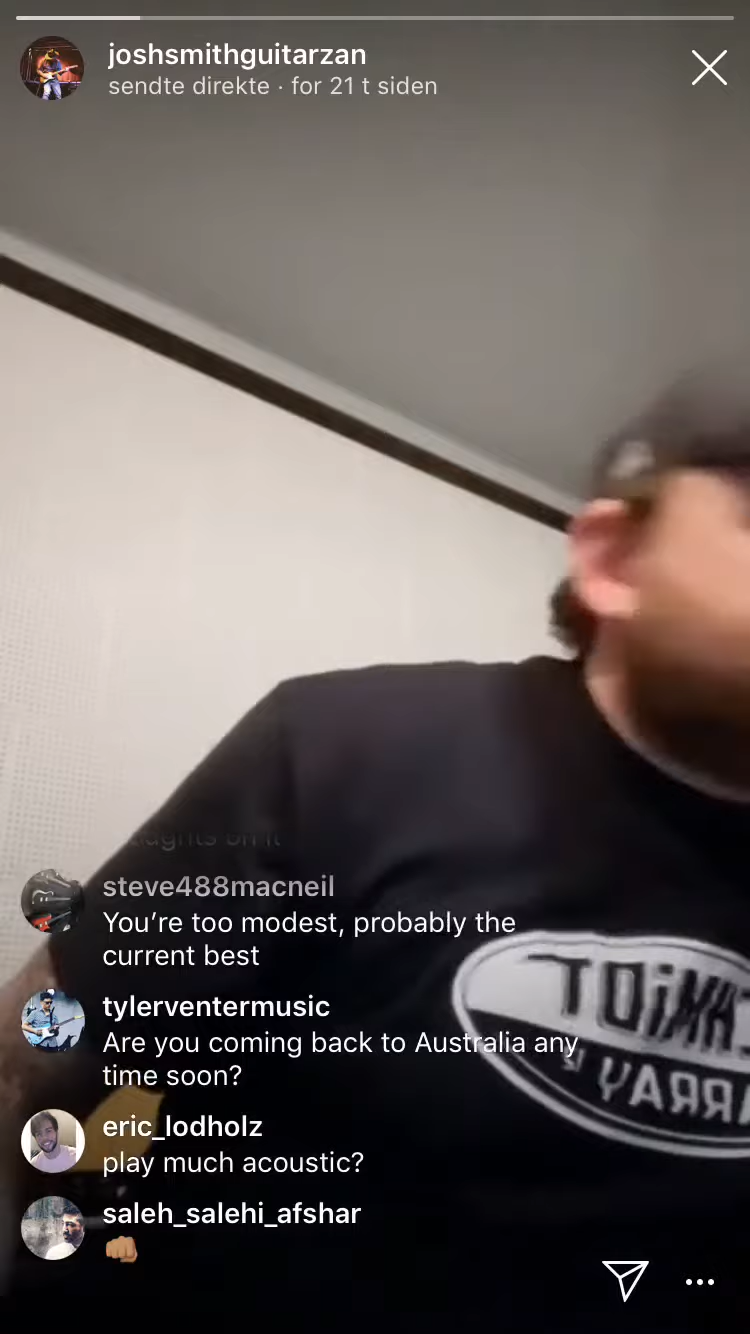 joshsmithguitarzan
sendte direkte · for 21 t siden
steve488macneil
You’re too modest, probably the
current best
tylerventermusic
Are you coming back to Australia any
time soon?
eric_lodholz
play much acoustic?
saleh_salehi_afshar
👊🏽